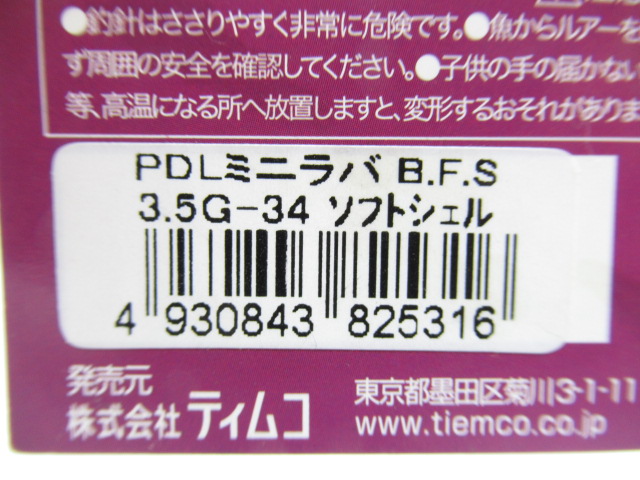 ●釣針はささりやすく非常に危険です。●魚からルアーを
ず周囲の安全を確認してください。●子供の手の届かない
等、高温になる所へ放置しますと、変形するおそれがありま
PDLミニラバ B.F.S
3.5G-34 ソフトシェル
4 930843 825316
発売元
株式会社 ティムコ
東京都墨田区菊川3-1-11
www.tiemco.co.jp